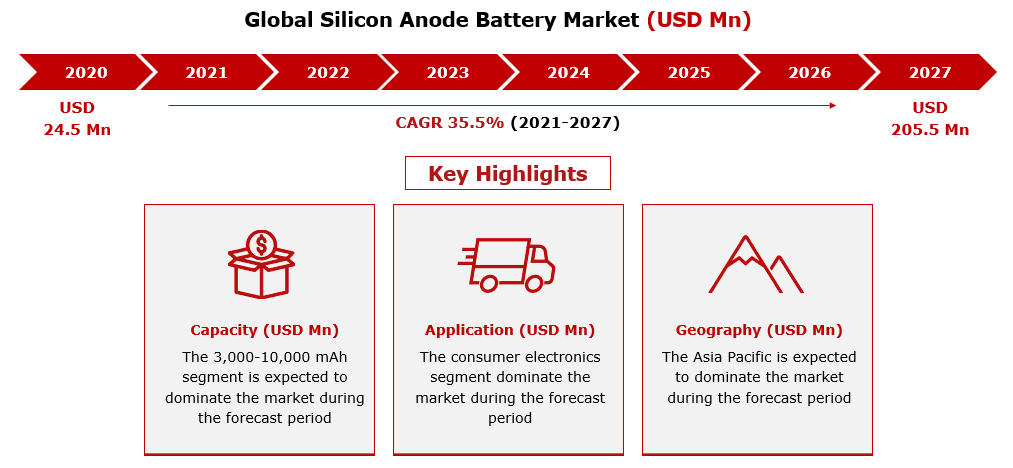 Global Silicon Anode Battery Market (USD Mn)
2020 2021 2022 2023 2024 2025 2026 2027
USD
24.5 Mn
CAGR 35.5% (2021-2027)
USD
205.5 Mn
Key Highlights
$
Capacity (USD Mn)
The 3,000-10,000 mAh
segment is expected to
dominate the market during
the forecast period
Application (USD Mn)
The consumer electronics
segment dominate the
market during the forecast
period
Geography (USD Mn)
The Asia Pacific is expected
to dominate the market
during the forecast period